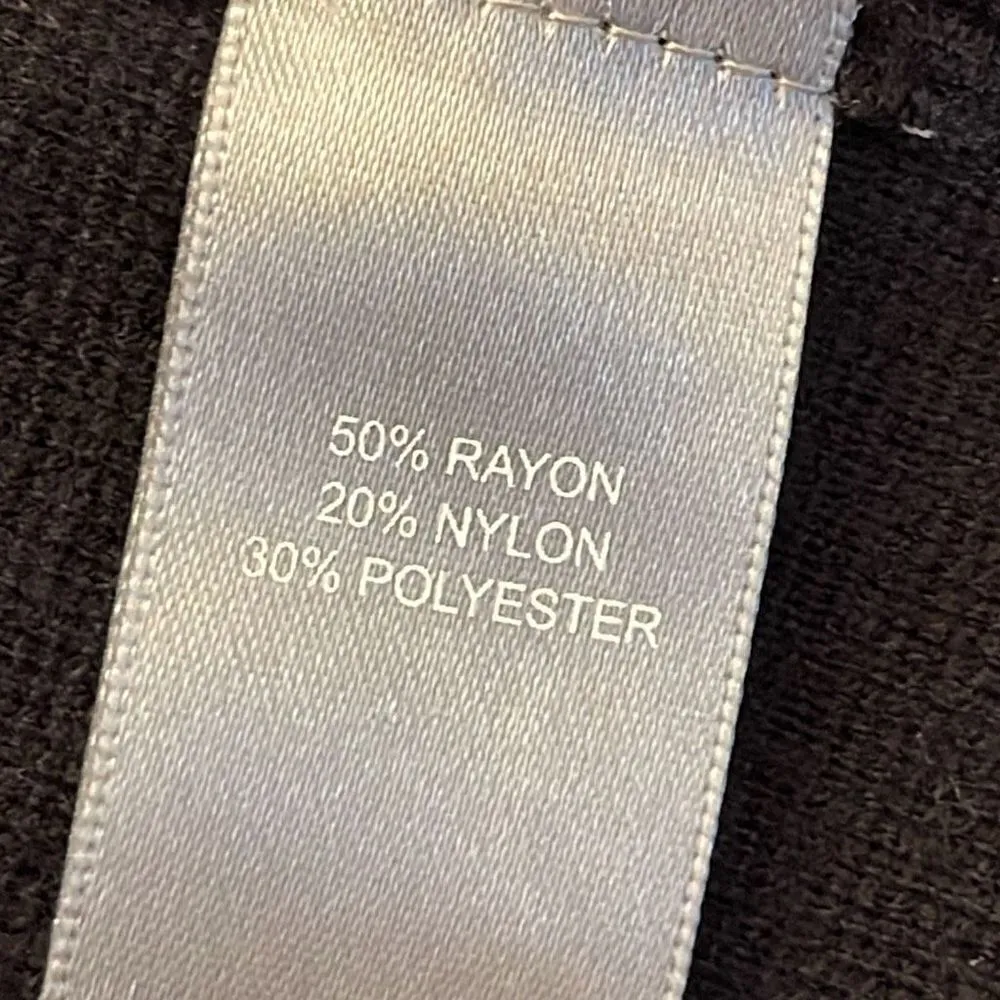 50% RAYON
20% NYLON
30% POLYESTER